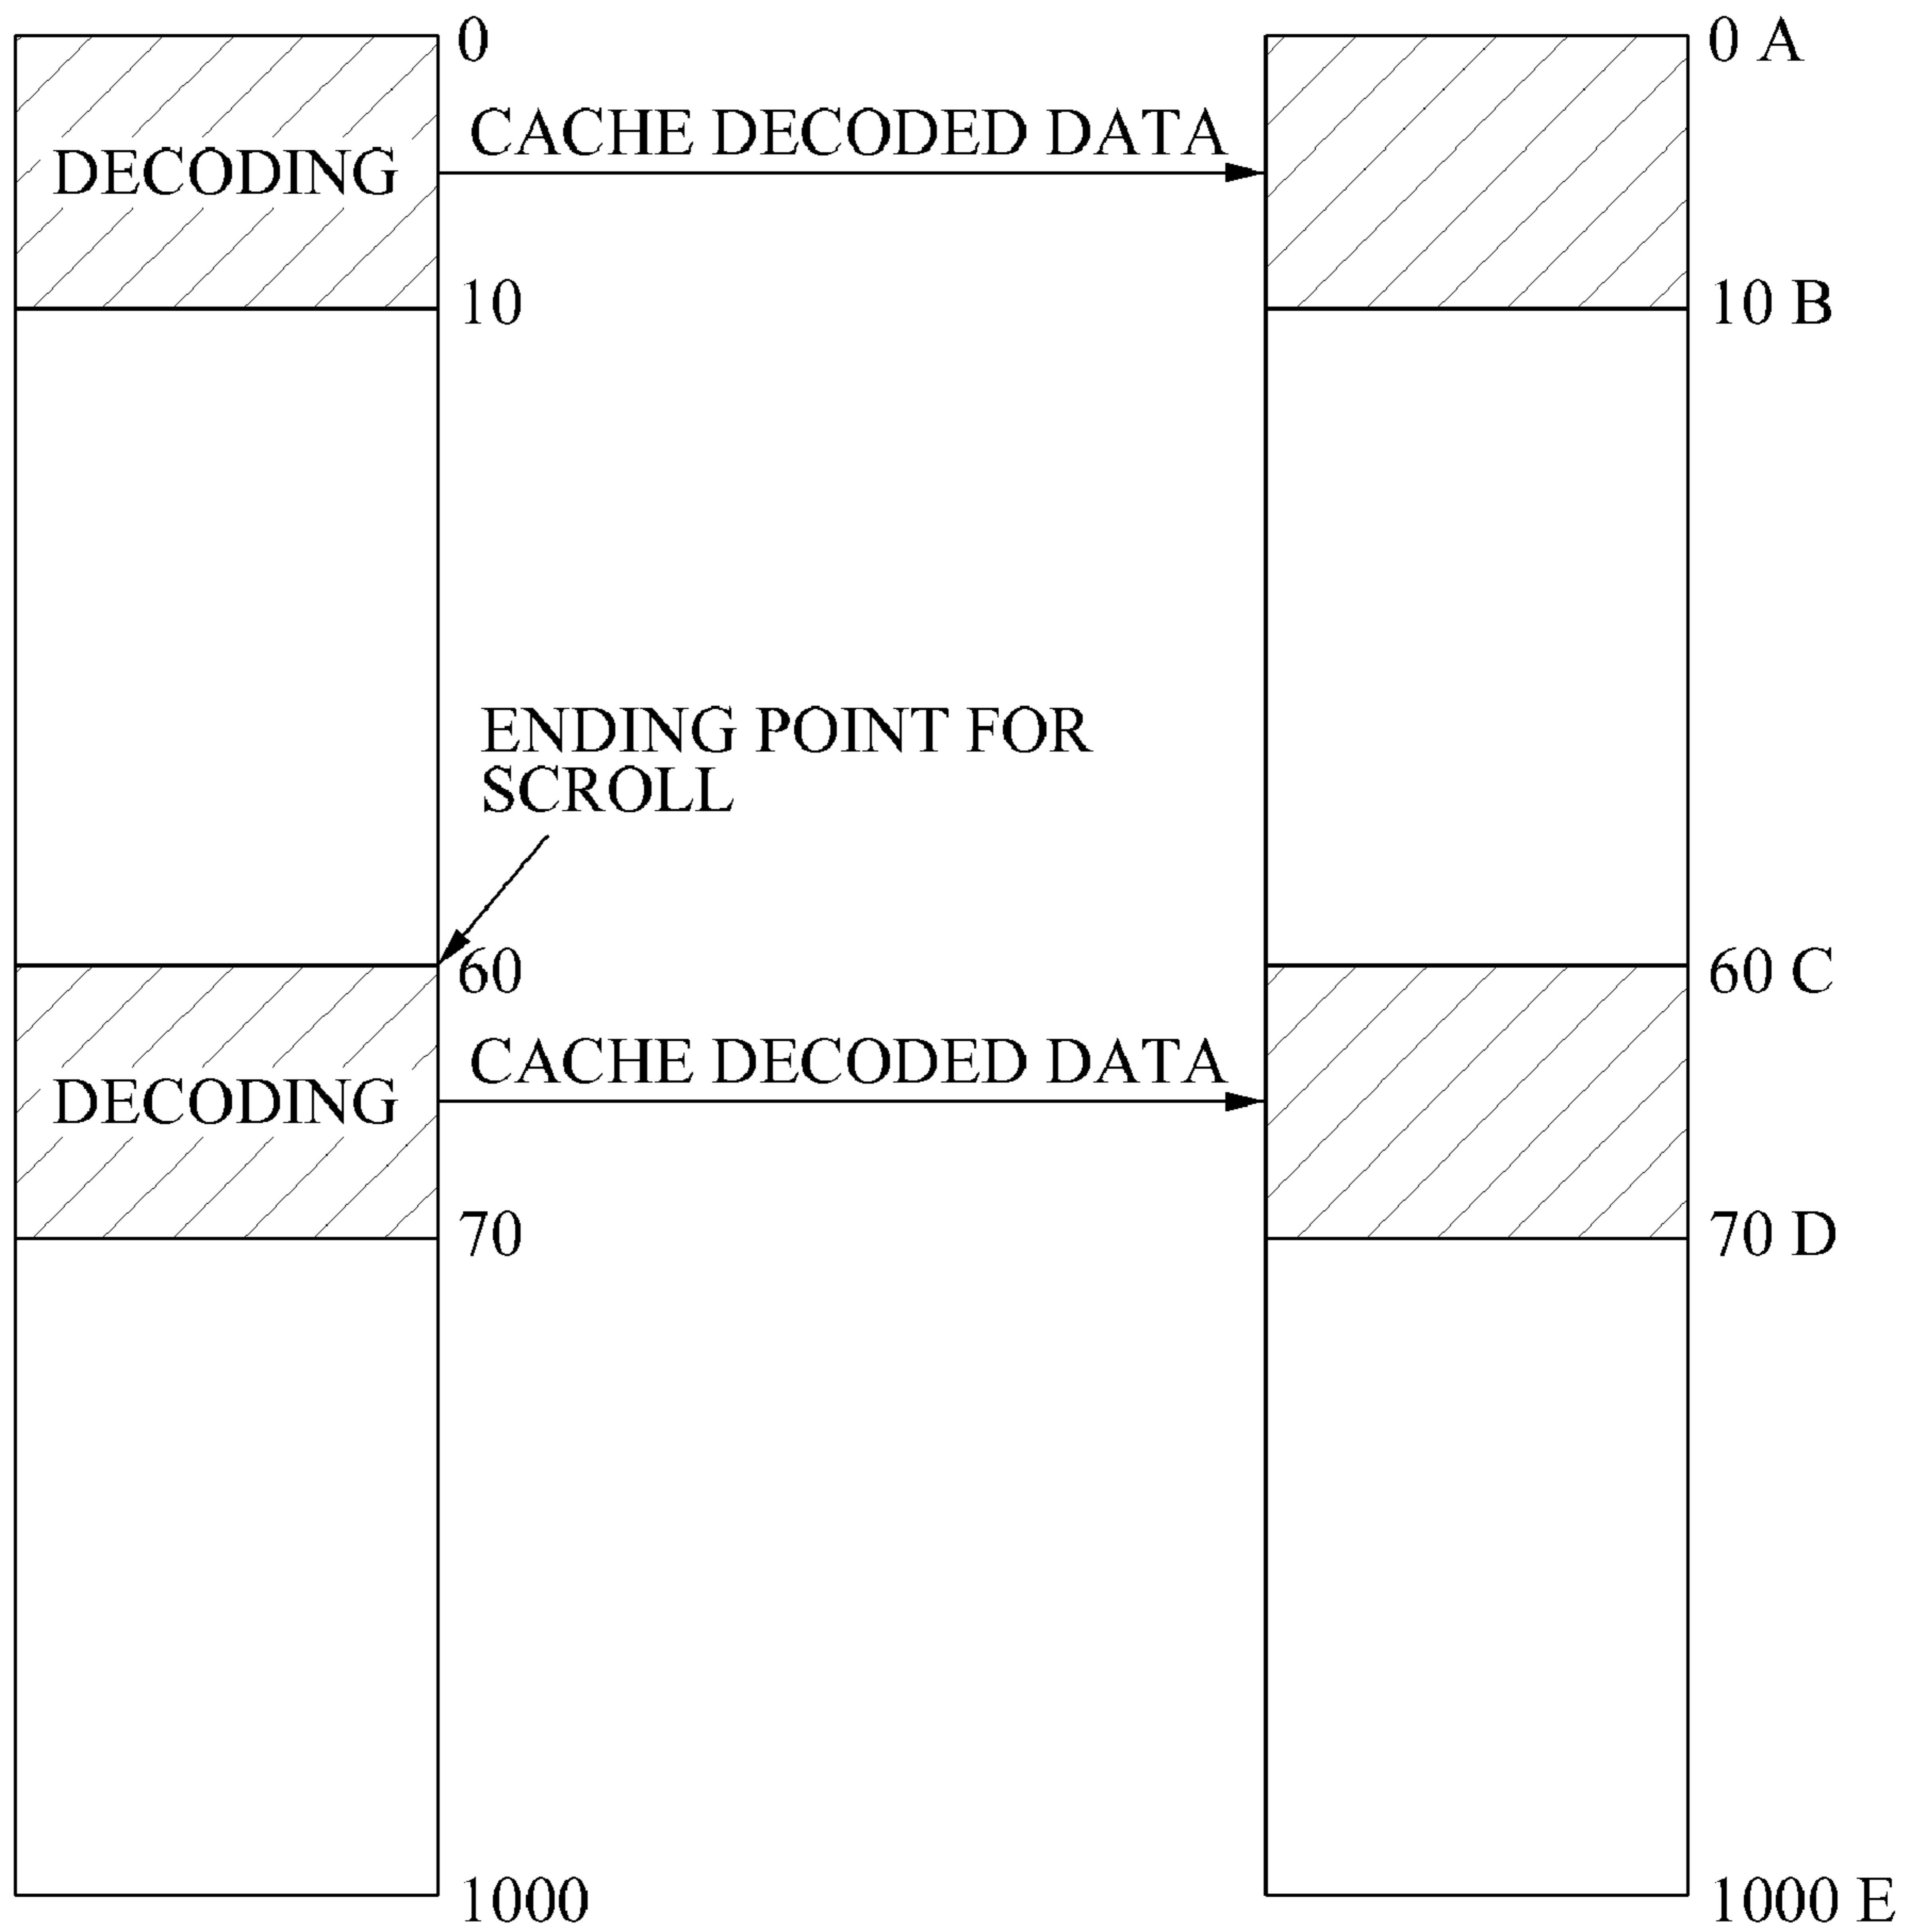 0
0 A
CACHE DECODED DATA
DECODING
10
10 B
ENDING POINT FOR
SCROLL
60
60 C
CACHE DECODED DATA
DECODING
70
70 D
1000
1000 E